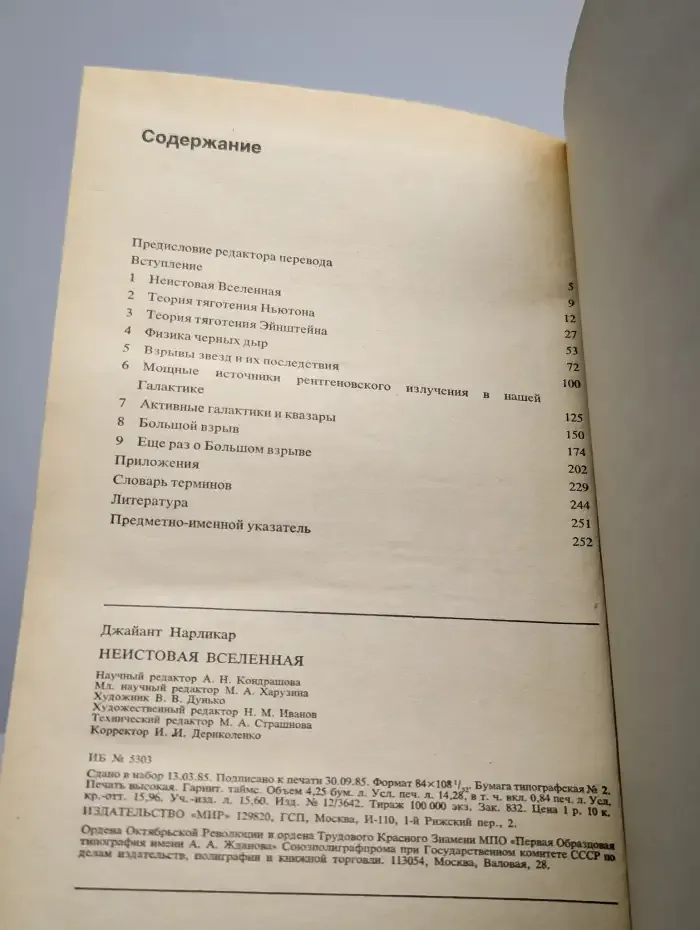 Содержание
Предисловие редактора перевода 5
Вступление 9
1 Неистовая Вселенная 12
2 Теория тяготения Ньютона 27
3 Теория тяготения Эйнштейна 53
4 Физика черных дыр 72
5 Взрывы звезд и их последствия 100
6 Мощные источники рентгеновского излучения в нашей
Галактике 125
7 Активные галактики и квазары 150
8 Большой взрыв 174
9 Еще раз о Большом взрыве 202
Приложения 229
Словарь терминов 244
Литература 251
Предметно-именной указатель 252
Джайант Нарликар
НЕИСТОВАЯ ВСЕЛЕННАЯ
Научный редактор А. Н. Кондрашова
Мл. научный редактор М. А. Харузина
Художник В. В. Дунько
Художественный редактор Н. М. Иванов
Технический редактор М. А. Страшнова
Корректор И. И. Дериколенко
ИБ № 5303
Сдано в набор 13.03.85. Подписано к печати 30.09.85. Формат 84×108 1/32. Бумага типографская № 2.
Печать высокая. Гарнит. таймс. Объем 4,25 бум. л. Усл. печ. л. 14,28, в т. ч. вкл. 0,84 печ. л. Усл.
кр.-отт. 15,96. Уч.-изд. л. 15,60. Изд. № 12/3642. Тираж 100 000 экз. Зак. 832. Цена 1 р. 10 к.
ИЗДАТЕЛЬСТВО «МИР» 129820, ГСП, Москва, И-110, 1-й Рижский пер., 2.
Ордена Октябрьской Революции и ордена Трудового Красного Знамени МПО «Первая Образцовая
типография имени А. А. Жданова» Союзполиграфпрома при Государственном комитете СССР по
делам издательств, полиграфии и книжной торговли. 113054, Москва, Валовая, 28.